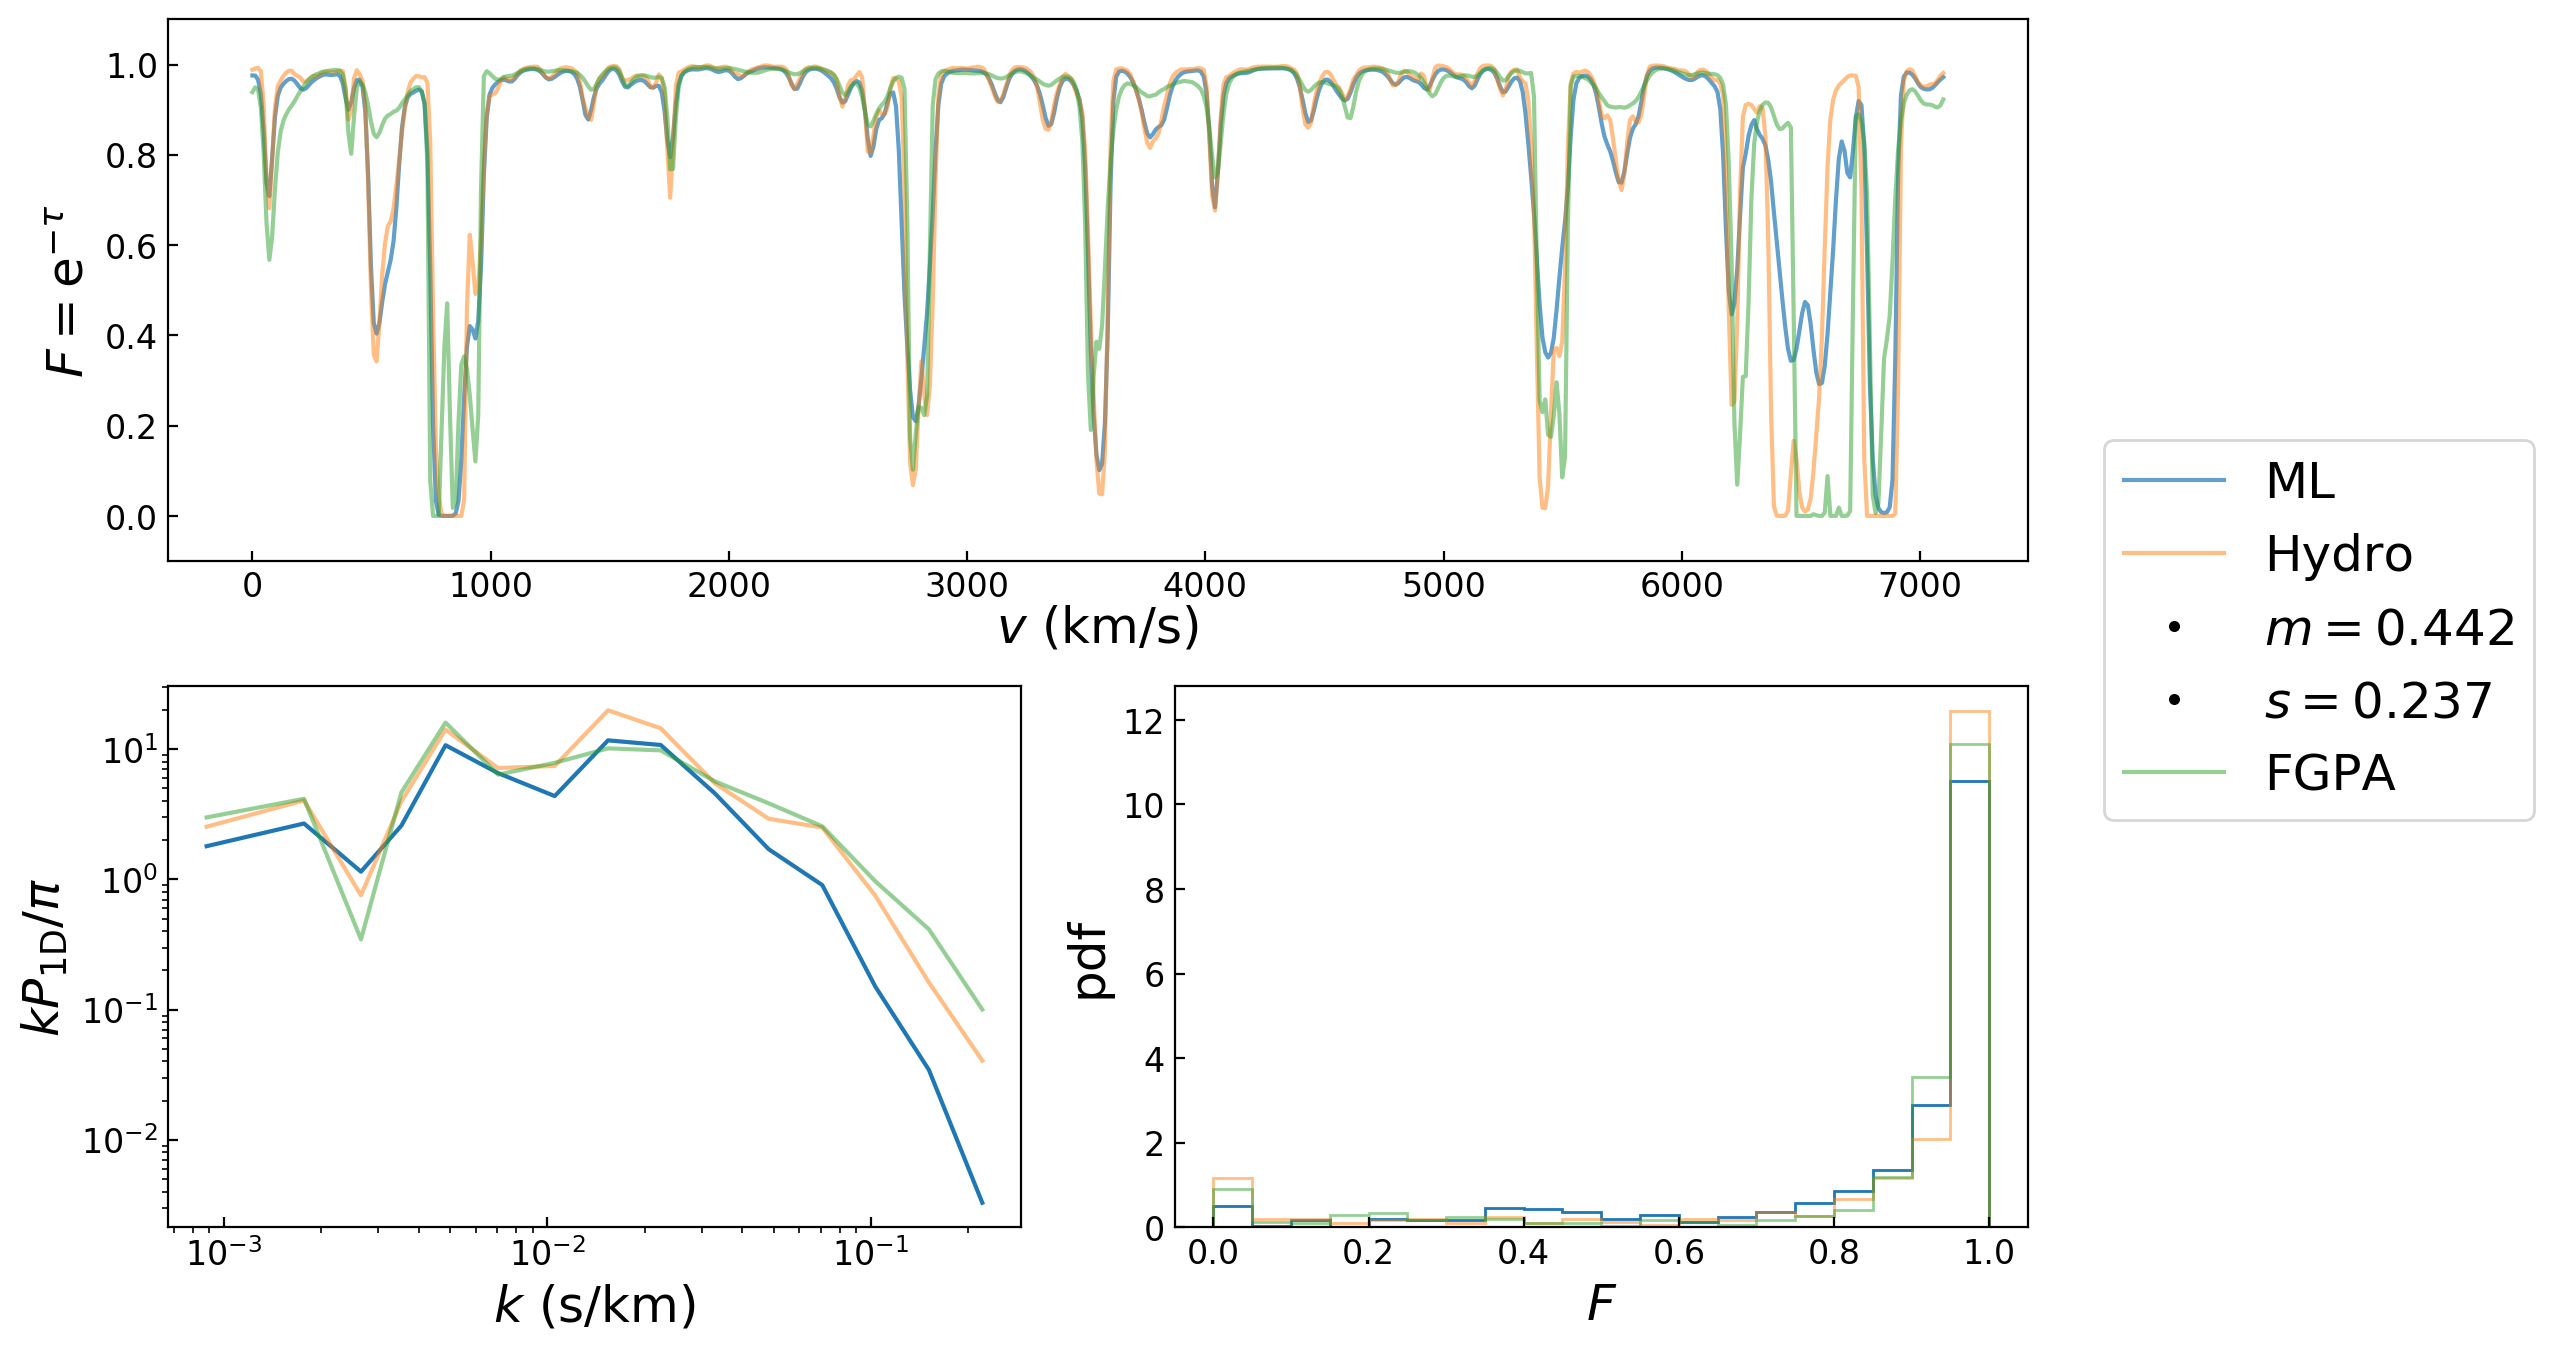 F = e^{−τ}
1.0
0.8
0.6
0.4
0.2
0.0
0 1000 2000 3000 4000 5000 6000 7000
v (km/s)
ML
Hydro
m = 0.442
s = 0.237
FGPA
kP_{1D}/π
10^1
10^0
10^{−1}
10^{−2}
10^{−3} 10^{−2} 10^{−1}
k (s/km)
pdf
12
10
8
6
4
2
0
0.0 0.2 0.4 0.6 0.8 1.0
F